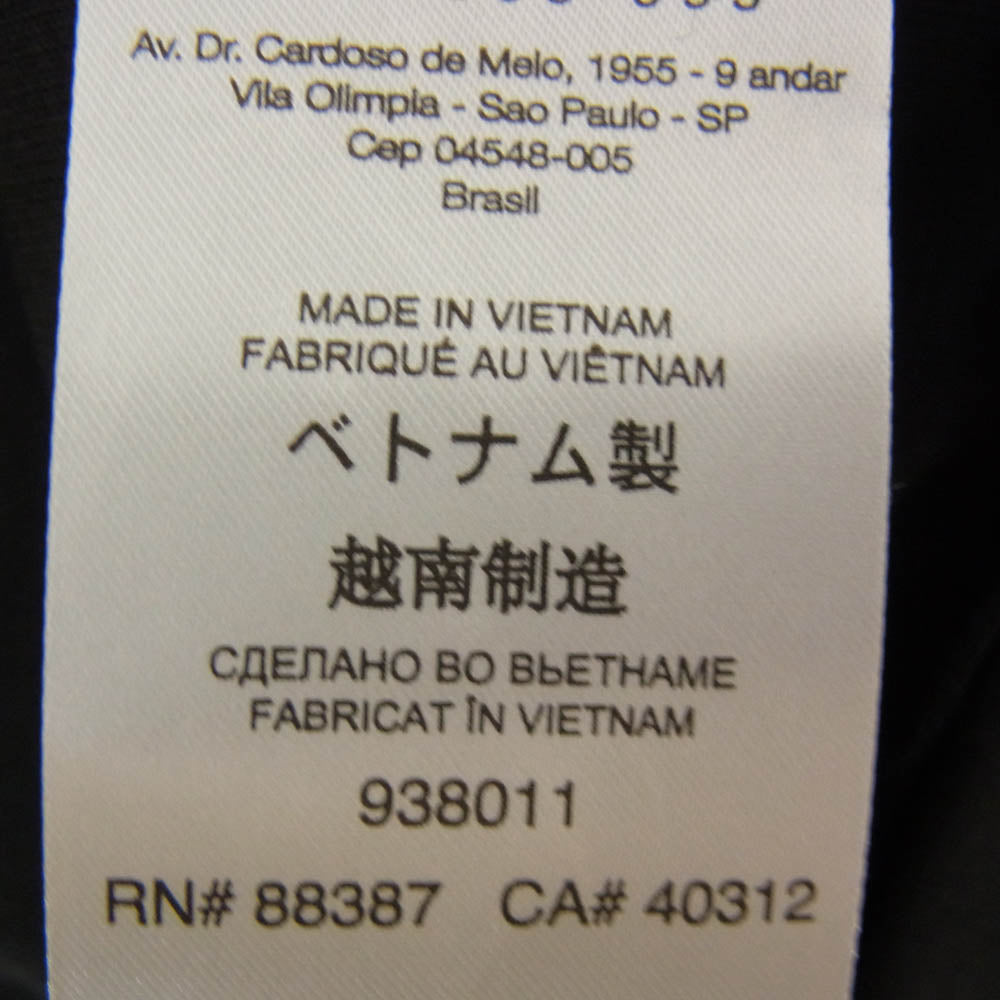 Av. Dr. Cardoso de Melo, 1955 - 9 andar
Vila Olimpia - Sao Paulo - SP
Cep 04548-005
Brasil
MADE IN VIETNAM
FABRIQUÉ AU VIÊTNAM
ベトナム製
越南制造
СДЕЛАНО ВО ВЬЕТНАМЕ
FABRICAT ÎN VIETNAM
938011
RN# 88387 CA# 40312